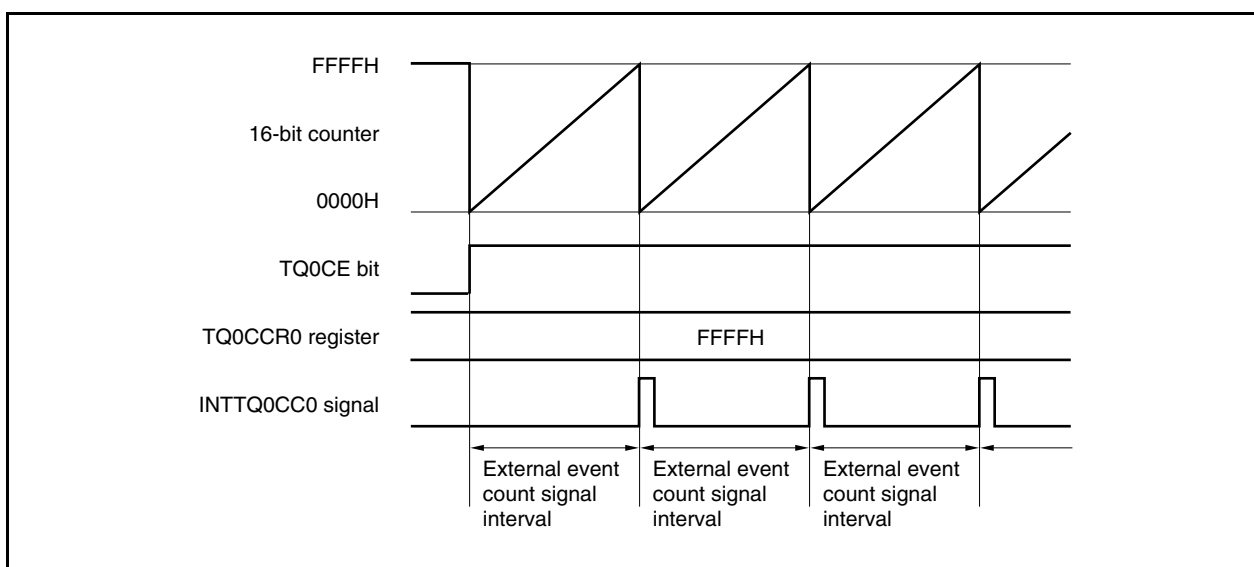 FFFFH
16-bit counter
0000H
TQ0CE bit
TQ0CCR0 register
FFFFH
INTTQ0CC0 signal
External event
count signal
interval
External event
count signal
interval
External event
count signal
interval